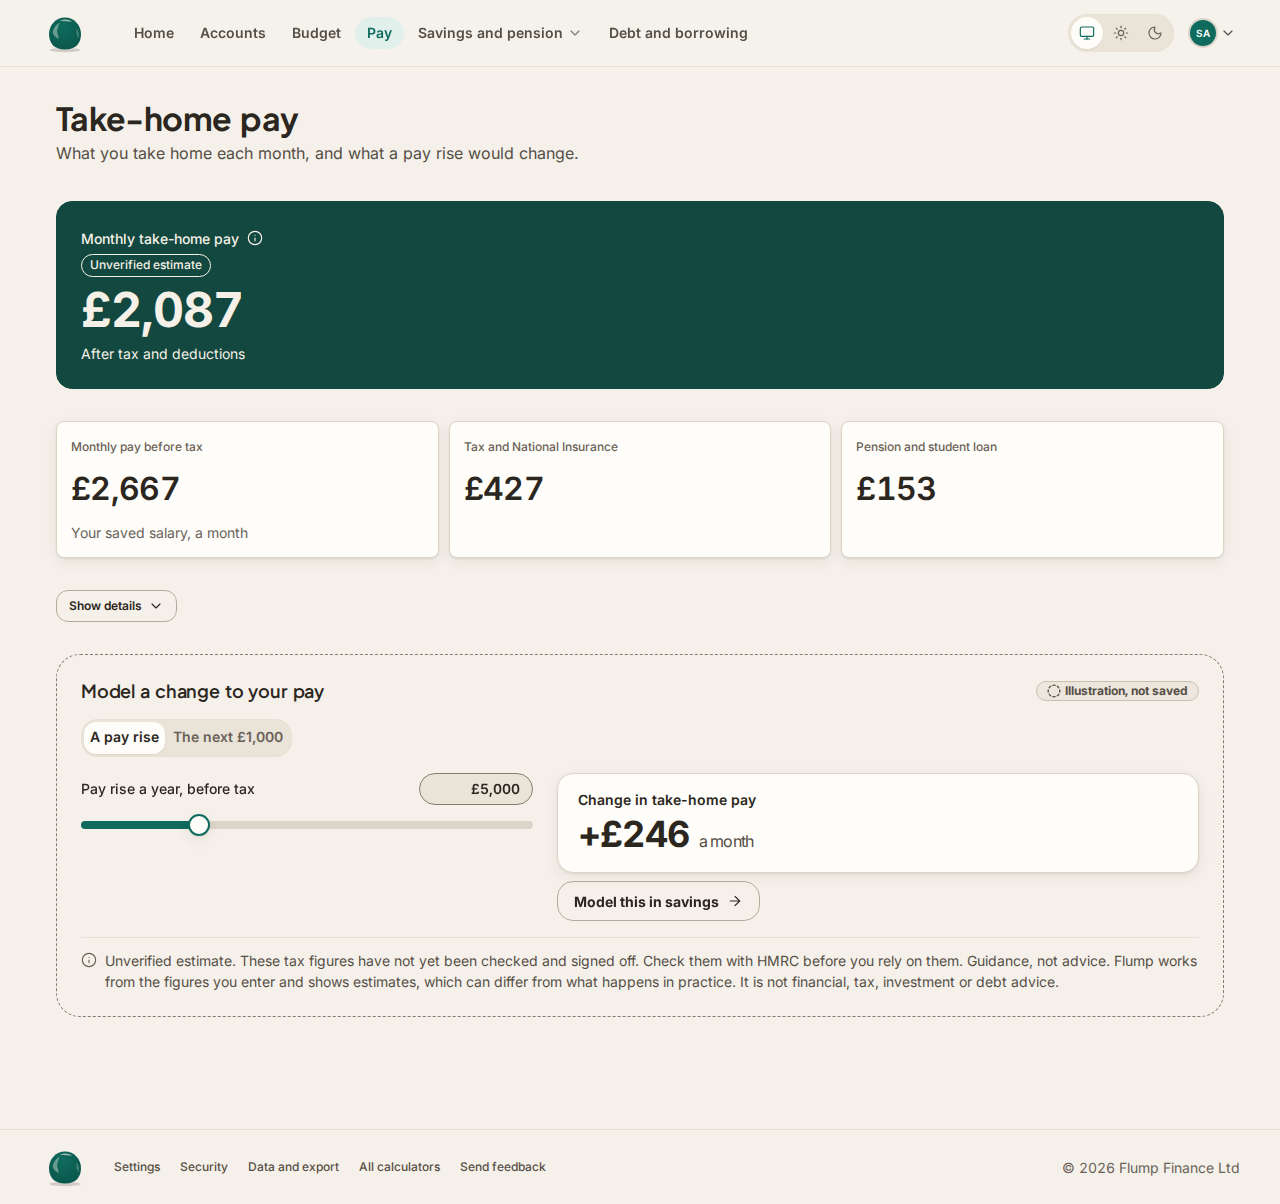 Home
Accounts
Budget
Pay
Savings and pension
Debt and borrowing
SA
Take-home pay
What you take home each month, and what a pay rise would change.
Monthly take-home pay
Unverified estimate
£2,087
After tax and deductions
Monthly pay before tax
£2,667
Your saved salary, a month
Tax and National Insurance
£427
Pension and student loan
£153
Show details
Model a change to your pay
Illustration, not saved
A pay rise
The next £1,000
Pay rise a year, before tax
£5,000
Change in take-home pay
+£246 a month
Model this in savings
Unverified estimate. These tax figures have not yet been checked and signed off. Check them with HMRC before you rely on them. Guidance, not advice. Flump works
from the figures you enter and shows estimates, which can differ from what happens in practice. It is not financial, tax, investment or debt advice.
Settings
Security
Data and export
All calculators
Send feedback
© 2026 Flump Finance Ltd